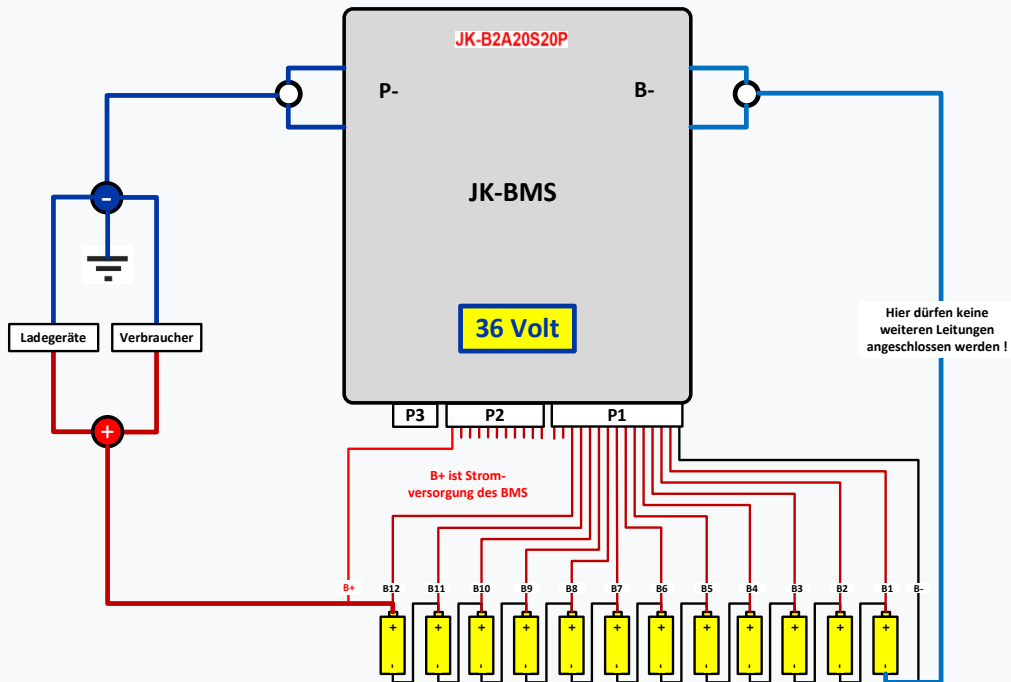 JK-B2A20S20P
P-
B-
JK-BMS
-
36 Volt
Ladegeräte
Verbraucher
Hier dürfen keine
weiteren Leitungen
angeschlossen werden !
P3
P2
P1
+
B+ ist Strom-
versorgung des BMS
B+
B12
B11
B10
B9
B8
B7
B6
B5
B4
B3
B2
B1
B-
+ + + + + + + + + + + +
- - - - - - - - - - - -